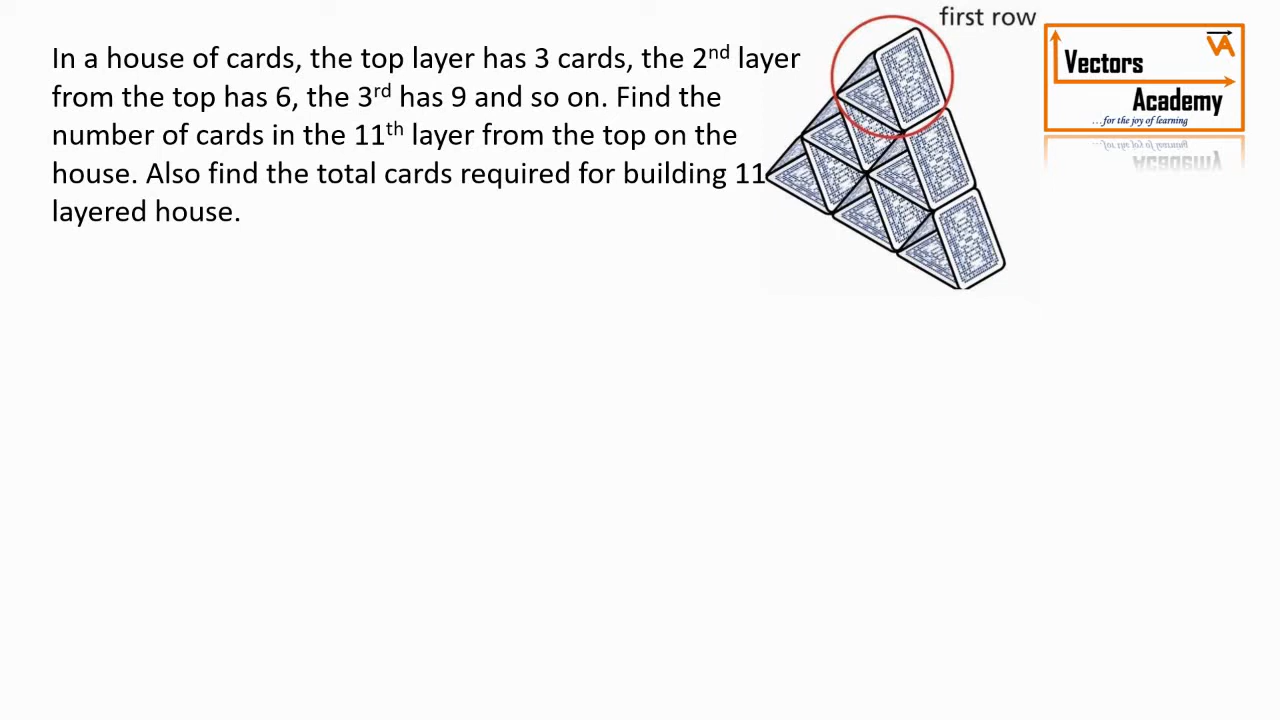 first row
In a house of cards, the top layer has 3 cards, the 2nd layer
from the top has 6, the 3rd has 9 and so on. Find the
number of cards in the 11th layer from the top on the
house. Also find the total cards required for building 11
layered house.
VA
Vectors
Academy
...for the joy of learning